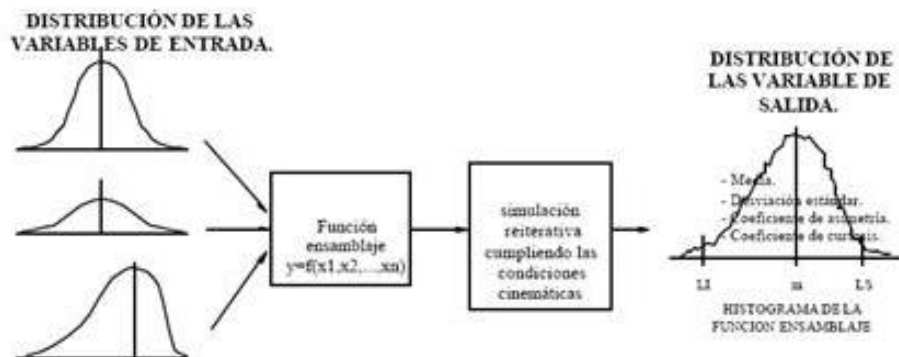 DISTRIBUCIÓN DE LAS
VARIABLES DE ENTRADA.
Función
ensamblaje
y=f(x1,x2,...,xn)
simulación
reiterativa
cumpliendo las
condiciones
cinemáticas
DISTRIBUCIÓN DE
LAS VARIABLE DE
SALIDA.
- Media.
- Desviación estándar.
- Coeficiente de asimetría.
- Coeficiente de curtosis.
LI m LS
HISTOGRAMA DE LA
FUNCION ENSAMBLAJE